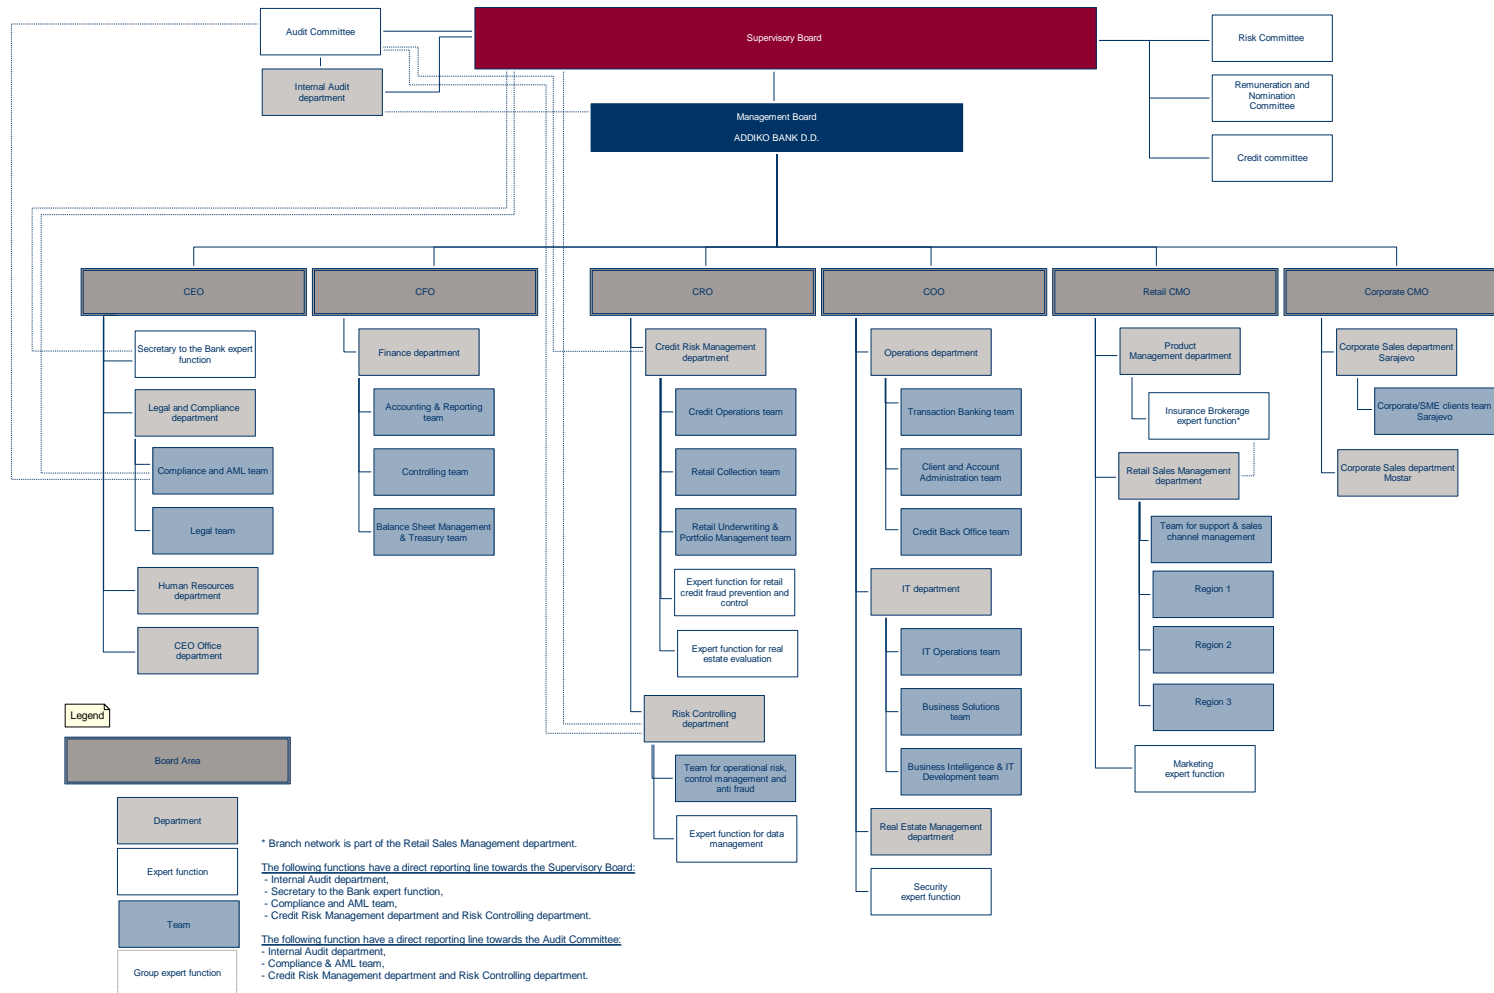 Audit Committee
Supervisory Board
Risk Committee
Internal Audit
department
Remuneration and
Nomination
Committee
Management Board
ADDIKO BANK D.D.
Credit committee
CEO
CFO
CRO
COO
Retail CMO
Corporate CMO
Secretary to the Bank expert
function
Legal and Compliance
department
Compliance and AML team
Legal team
Human Resources
department
CEO Office
department
Finance department
Accounting & Reporting
team
Controlling team
Balance Sheet Management
& Treasury team
Credit Risk Management
department
Credit Operations team
Retail Collection team
Retail Underwriting &
Portfolio Management team
Expert function for retail
credit fraud prevention and
control
Expert function for real
estate evaluation
Risk Controlling
department
Team for operational risk,
control management and
anti fraud
Expert function for data
management
Operations department
Transaction Banking team
Client and Account
Administration team
Credit Back Office team
IT department
IT Operations team
Business Solutions
team
Business Intelligence & IT
Development team
Real Estate Management
department
Security
expert function
Product
Management department
Insurance Brokerage
expert function*
Retail Sales Management
department
Team for support & sales
channel management
Region 1
Region 2
Region 3
Marketing
expert function
Corporate Sales department
Sarajevo
Corporate/SME clients team
Sarajevo
Corporate Sales department
Mostar
Legend
Board Area
Department
Expert function
Team
Group expert function
* Branch network is part of the Retail Sales Management department.
The following functions have a direct reporting line towards the Supervisory Board:
- Internal Audit department,
- Secretary to the Bank expert function,
- Compliance and AML team,
- Credit Risk Management department and Risk Controlling department.
The following function have a direct reporting line towards the Audit Committee:
- Internal Audit department,
- Compliance & AML team,
- Credit Risk Management department and Risk Controlling department.